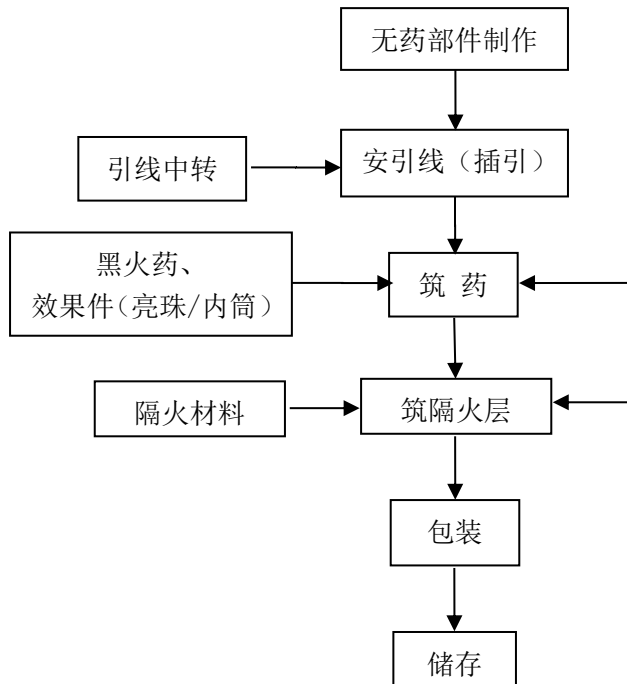 无药部件制作
引线中转
安引线（插引）
黑火药、
效果件（亮珠/内筒）
筑 药
隔火材料
筑隔火层
包装
储存